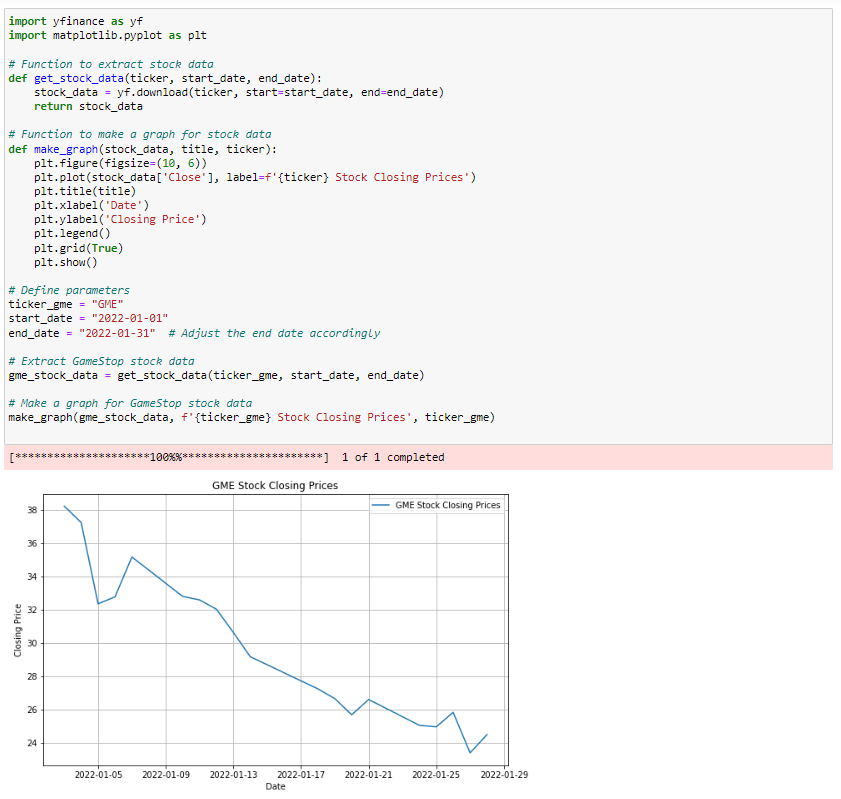 import yfinance as yf
import matplotlib.pyplot as plt

# Function to extract stock data
def get_stock_data(ticker, start_date, end_date):
    stock_data = yf.download(ticker, start=start_date, end=end_date)
    return stock_data

# Function to make a graph for stock data
def make_graph(stock_data, title, ticker):
    plt.figure(figsize=(10, 6))
    plt.plot(stock_data['Close'], label=f'{ticker} Stock Closing Prices')
    plt.title(title)
    plt.xlabel('Date')
    plt.ylabel('Closing Price')
    plt.legend()
    plt.grid(True)
    plt.show()

# Define parameters
ticker_gme = "GME"
start_date = "2022-01-01"
end_date = "2022-01-31"  # Adjust the end date accordingly

# Extract GameStop stock data
gme_stock_data = get_stock_data(ticker_gme, start_date, end_date)

# Make a graph for GameStop stock data
make_graph(gme_stock_data, f'{ticker_gme} Stock Closing Prices', ticker_gme)

[*********************100%%**********************]  1 of 1 completed
GME Stock Closing Prices
GME Stock Closing Prices
38
36
34
32
30
28
26
24
Closing Price
2022-01-05 2022-01-09 2022-01-13 2022-01-17 2022-01-21 2022-01-25 2022-01-29
Date